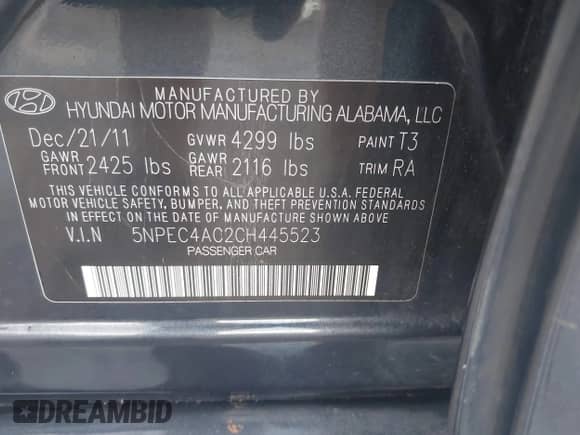 MANUFACTURED BY
HYUNDAI MOTOR MANUFACTURING ALABAMA, LLC
Dec/21/11 GVWR 4299 lbs PAINT T3
GAWR FRONT 2425 lbs GAWR REAR 2116 lbs TRIM RA
THIS VEHICLE CONFORMS TO ALL APPLICABLE U.S.A. FEDERAL
MOTOR VEHICLE SAFETY, BUMPER, AND THEFT PREVENTION STANDARDS
IN EFFECT ON THE DATE OF MANUFACTURE SHOWN ABOVE.
V.I.N 5NPEC4AC2CH445523
PASSENGER CAR
DREAMBID